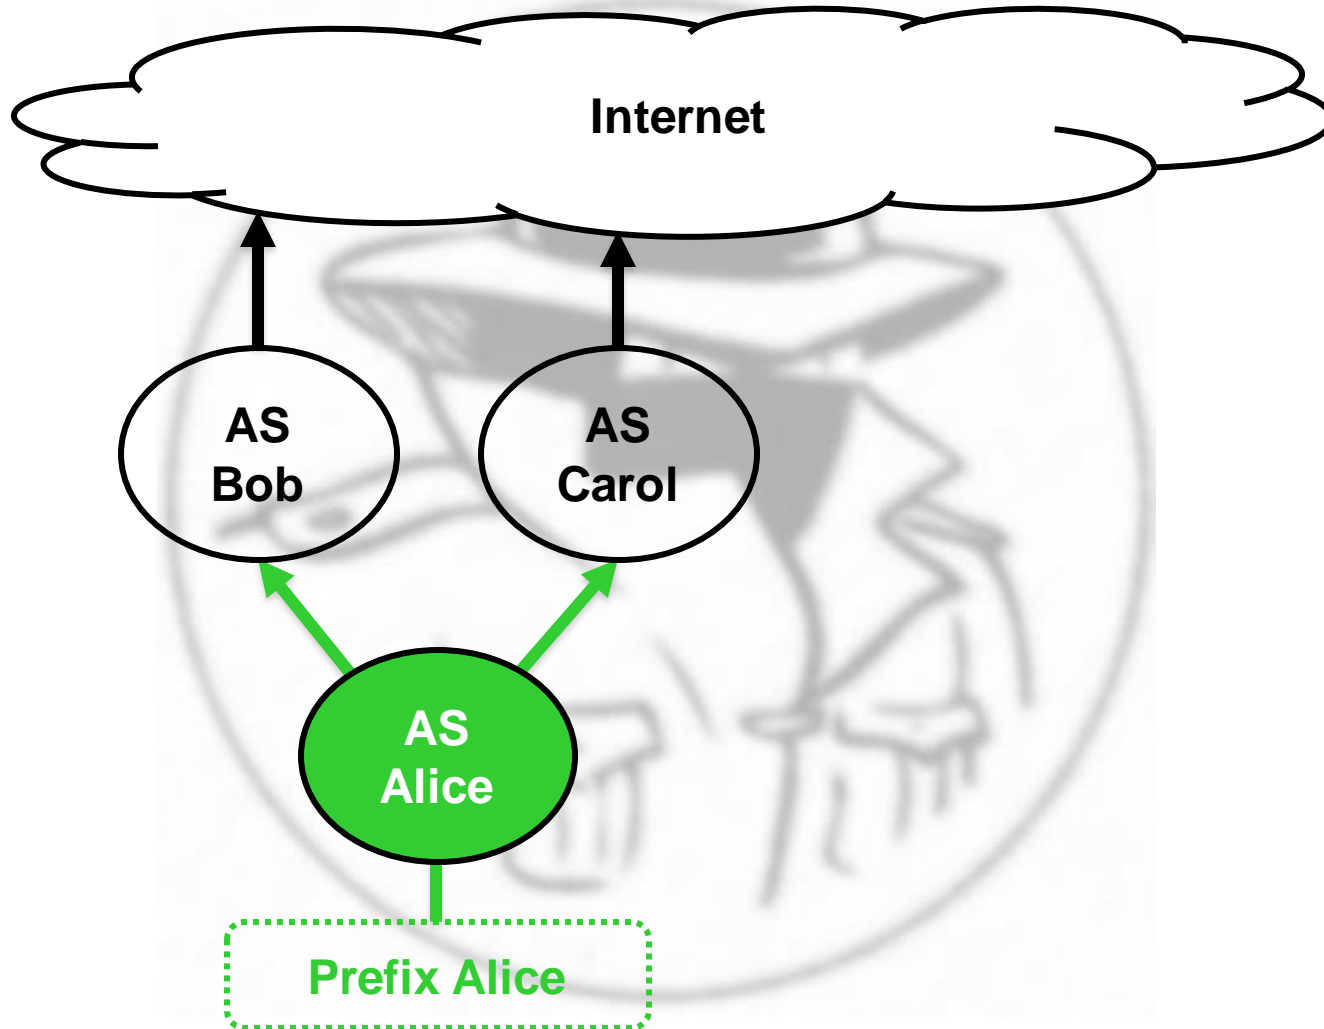 Internet
AS
Bob
AS
Carol
AS
Alice
Prefix Alice